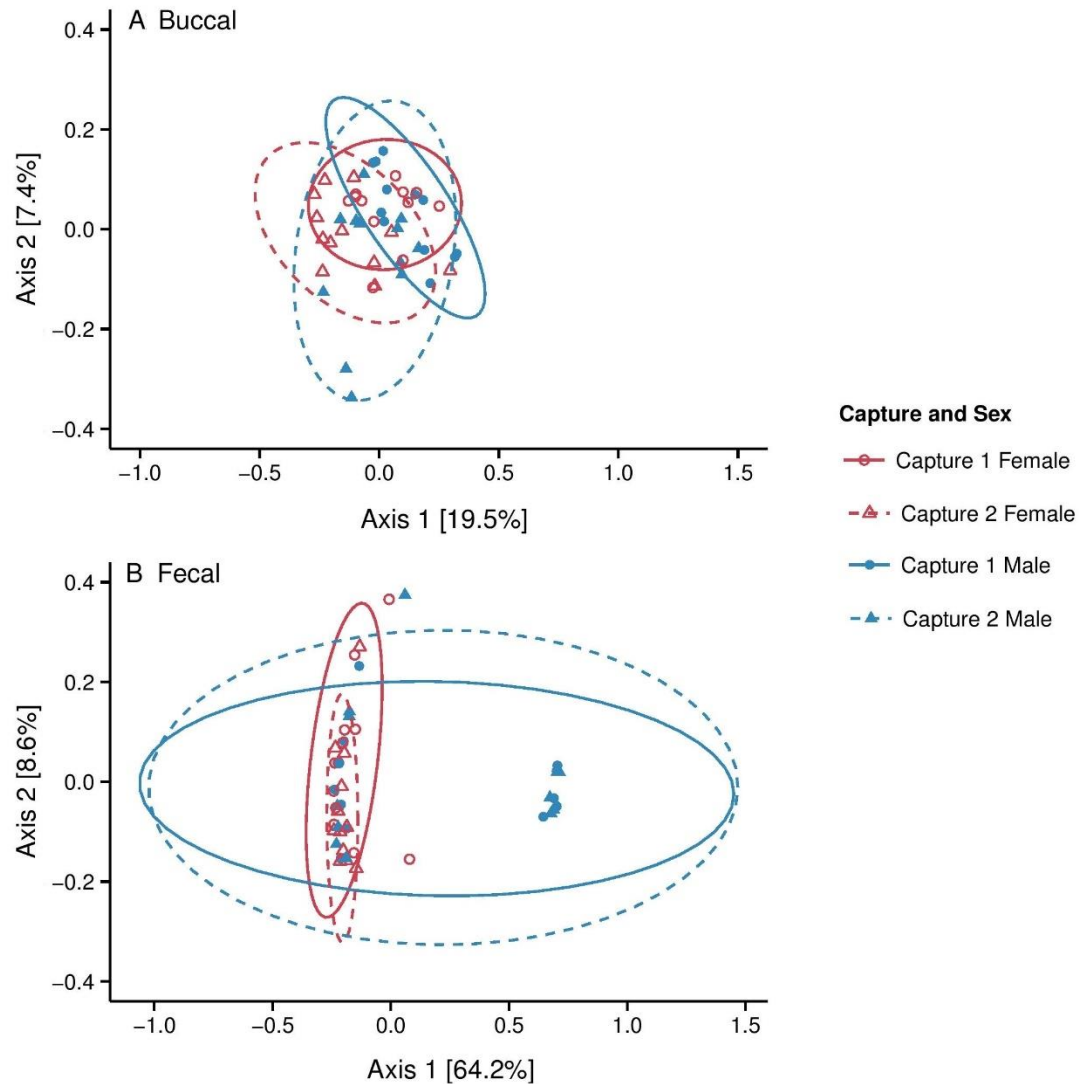 A Buccal
0.4
0.2
0.0
−0.2
−0.4
Axis 2 [7.4%]
−1.0 −0.5 0.0 0.5 1.0 1.5
Axis 1 [19.5%]
Capture and Sex
Capture 1 Female
Capture 2 Female
Capture 1 Male
Capture 2 Male
B Fecal
0.4
0.2
0.0
−0.2
−0.4
Axis 2 [8.6%]
−1.0 −0.5 0.0 0.5 1.0 1.5
Axis 1 [64.2%]